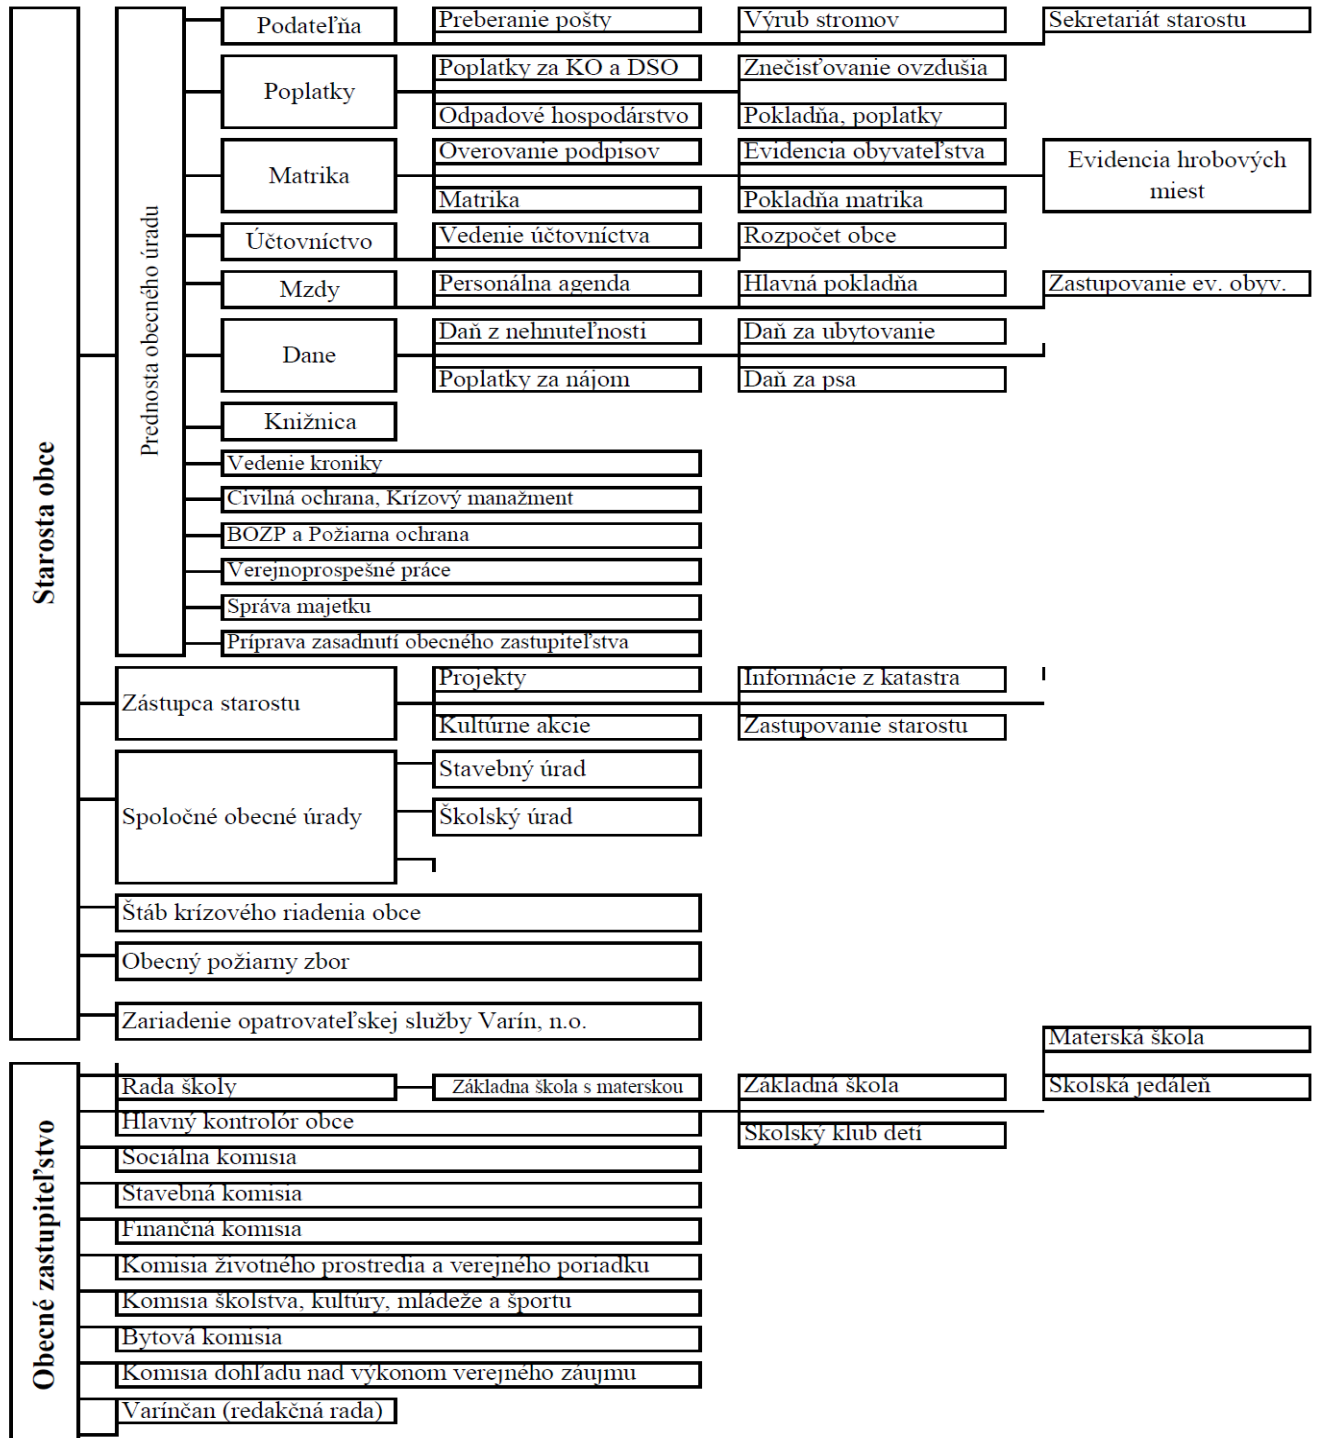 Starosta obce
Prednosta obecného úradu
Podateľňa
Preberanie pošty
Výrub stromov
Sekretariát starostu
Poplatky
Poplatky za KO a DSO
Znečisťovanie ovzdušia
Odpadové hospodárstvo
Pokladňa, poplatky
Matrika
Overovanie podpisov
Evidencia obyvateľstva
Evidencia hrobových
miest
Matrika
Pokladňa matrika
Účtovníctvo
Vedenie účtovníctva
Rozpočet obce
Mzdy
Personálna agenda
Hlavná pokladňa
Zastupovanie ev. obyv.
Dane
Daň z nehnuteľnosti
Daň za ubytovanie
Poplatky za nájom
Daň za psa
Knižnica
Vedenie kroniky
Civilná ochrana, Krízový manažment
BOZP a Požiarna ochrana
Verejnoprospešné práce
Správa majetku
Príprava zasadnutí obecného zastupiteľstva
Zástupca starostu
Projekty
Informácie z katastra
Kultúrne akcie
Zastupovanie starostu
Spoločné obecné úrady
Stavebný úrad
Školský úrad
Štáb krízového riadenia obce
Obecný požiarny zbor
Zariadenie opatrovateľskej služby Varín, n.o.
Obecné zastupiteľstvo
Rada školy
Základna škola s materskou
Základná škola
Materská škola
Skolská jedáleň
Skolský klub detí
Hlavný kontrolór obce
Sociálna komisia
Stavebná komisia
Finančná komisia
Komisia životného prostredia a verejného poriadku
Komisia školstva, kultúry, mládeže a športu
Bytová komisia
Komisia dohľadu nad výkonom verejného záujmu
Varínčan (redakčná rada)